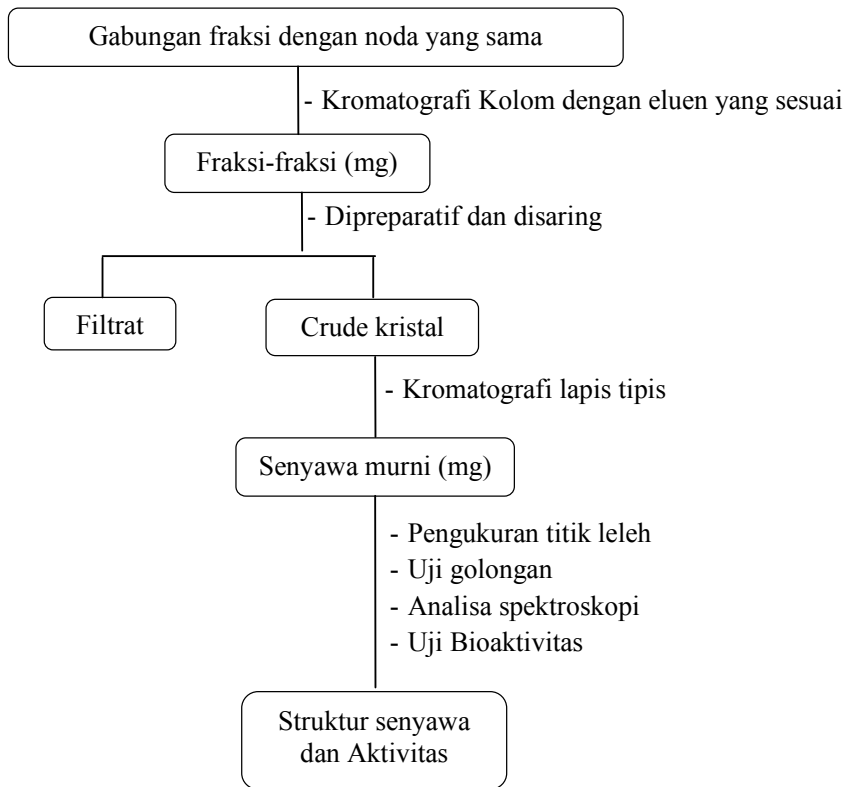 Gabungan fraksi dengan noda yang sama
- Kromatografi Kolom dengan eluen yang sesuai
Fraksi-fraksi (mg)
- Dipreparatif dan disaring
Filtrat
Crude kristal
- Kromatografi lapis tipis
Senyawa murni (mg)
- Pengukuran titik leleh
- Uji golongan
- Analisa spektroskopi
- Uji Bioaktivitas
Struktur senyawa
dan Aktivitas